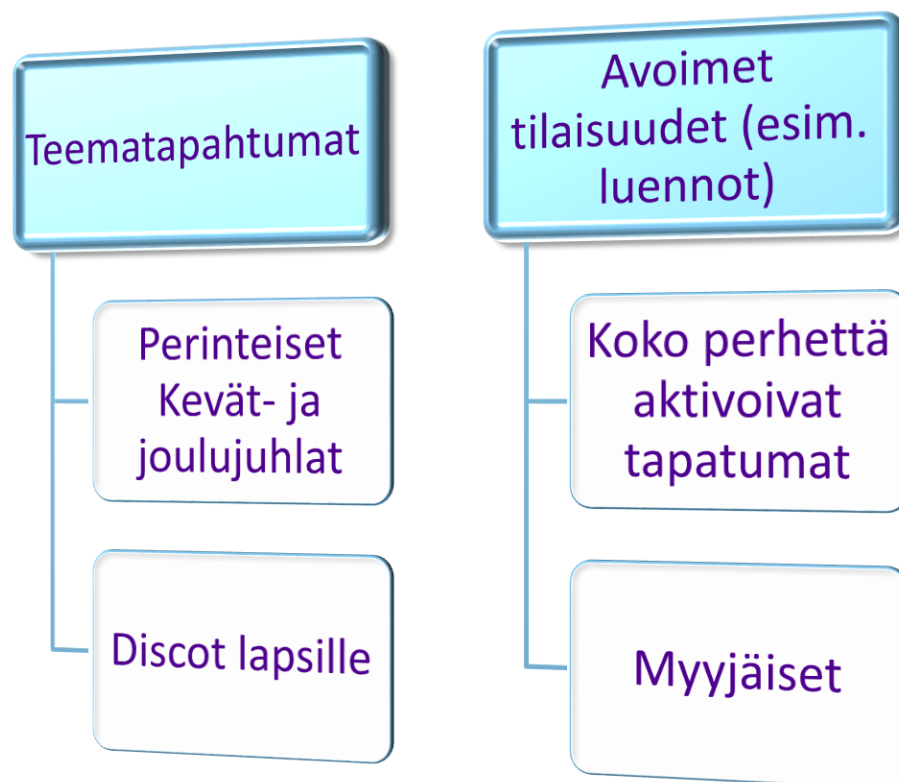 Teematapahtumat
Perinteiset
Kevät- ja
joulujuhlat
Discot lapsille
Avoimet
tilaisuudet (esim.
luennot)
Koko perhettä
aktivoivat
tapatumat
Myyjäiset